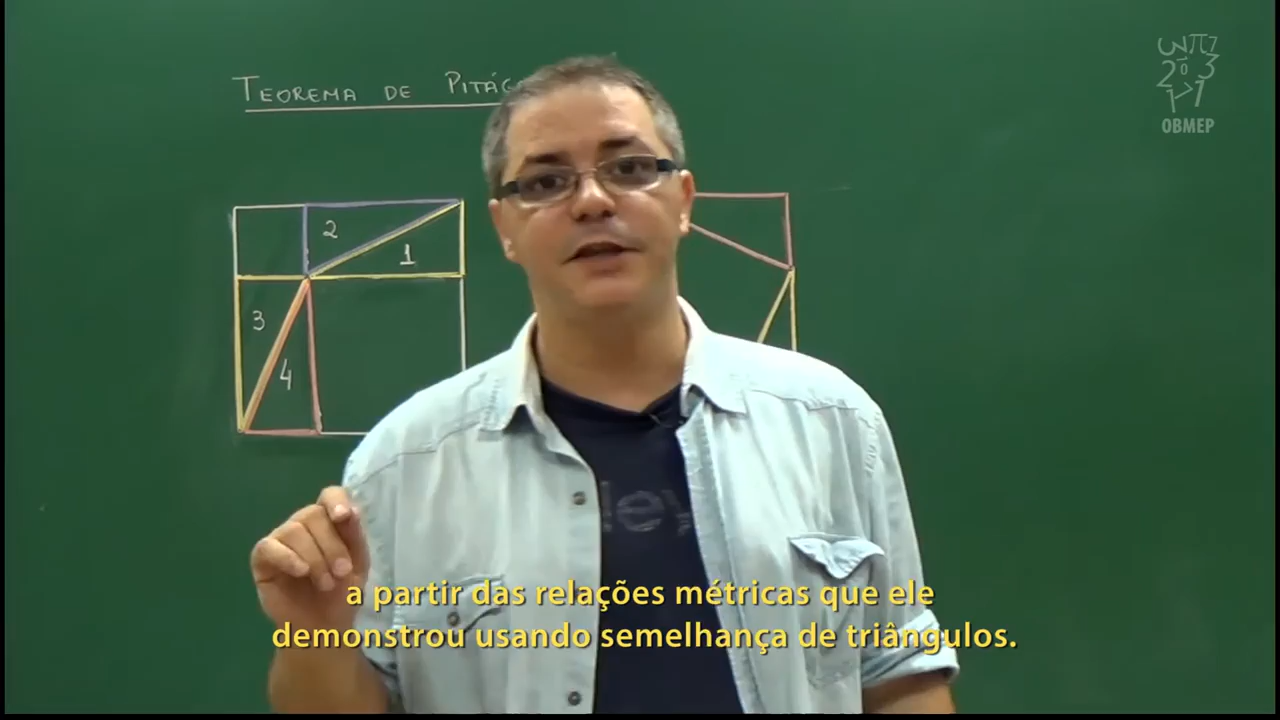 TEOREMA DE PITÁG
OBMEP
2
1
3
4
ley
a partir das relações métricas que ele
demonstrou usando semelhança de triângulos.